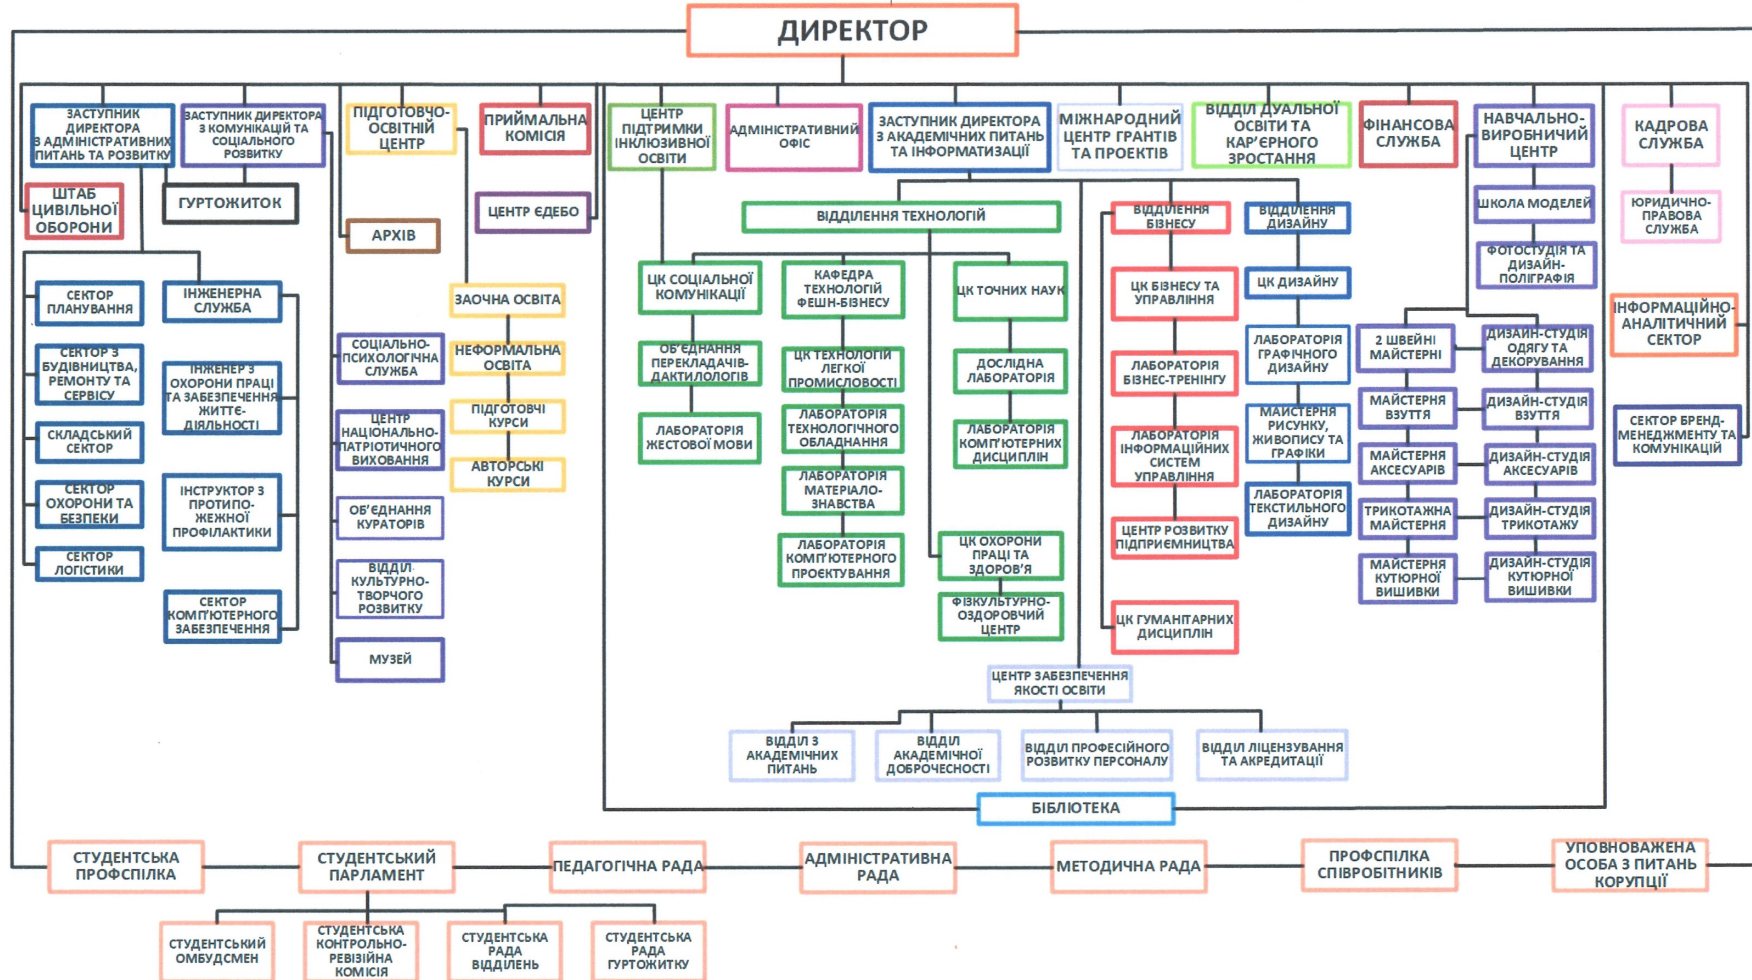 ДИРЕКТОР
ЗАСТУПНИК
ДИРЕКТОРА
З АДМІНІСТРАТИВНИХ
ПИТАНЬ ТА РОЗВИТКУ
ЗАСТУПНИК ДИРЕКТОРА
З КОМУНІКАЦІЙ ТА
СОЦІАЛЬНОГО
РОЗВИТКУ
ПІДГОТОВЧО-
ОСВІТНІЙ
ЦЕНТР
ПРИЙМАЛЬНА
КОМІСІЯ
ЦЕНТР
ПІДТРИМКИ
ІНКЛЮЗИВНОЇ
ОСВІТИ
АДМІНІСТРАТИВНИЙ
ОФІС
ЗАСТУПНИК ДИРЕКТОРА
З АКАДЕМІЧНИХ ПИТАНЬ
ТА ІНФОРМАТИЗАЦІЇ
МІЖНАРОДНИЙ
ЦЕНТР ГРАНТІВ
ТА ПРОЕКТІВ
ВІДДІЛ ДУАЛЬНОЇ
ОСВІТИ ТА
КАР'ЄРНОГО
ЗРОСТАННЯ
ФІНАНСОВА
СЛУЖБА
НАВЧАЛЬНО-
ВИРОБНИЧИЙ
ЦЕНТР
КАДРОВА
СЛУЖБА
ШТАБ
ЦИВІЛЬНОЇ
ОБОРОНИ
ГУРТОЖИТОК
АРХІВ
ЦЕНТР ЄДЕБО
ВІДДІЛЕННЯ ТЕХНОЛОГІЙ
ВІДДІЛЕННЯ
БІЗНЕСУ
ВІДДІЛЕННЯ
ДИЗАЙНУ
ШКОЛА МОДЕЛЕЙ
ЮРИДИЧНО-
ПРАВОВА
СЛУЖБА
ФОТОСТУДІЯ ТА
ДИЗАЙН-
ПОЛІГРАФІЯ
СЕКТОР
ПЛАНУВАННЯ
СЕКТОР З
БУДІВНИЦТВА,
РЕМОНТУ ТА
СЕРВІСУ
СКЛАДСЬКИЙ
СЕКТОР
СЕКТОР
ОХОРОНИ ТА
БЕЗПЕКИ
СЕКТОР
ЛОГІСТИКИ
ІНЖЕНЕРНА
СЛУЖБА
ІНЖЕНЕР З
ОХОРОНИ ПРАЦІ
ТА ЗАБЕЗПЕЧЕННЯ
ЖИТТЄ-
ДІЯЛЬНОСТІ
ІНСТРУКТОР З
ПРОТИПО-
ЖЕЖНОЇ
ПРОФІЛАКТИКИ
СЕКТОР
КОМП'ЮТЕРНОГО
ЗАБЕЗПЕЧЕННЯ
СОЦІАЛЬНО-
ПСИХОЛОГІЧНА
СЛУЖБА
ЦЕНТР
НАЦІОНАЛЬНО-
ПАТРІОТИЧНОГО
ВИХОВАННЯ
ОБ'ЄДНАННЯ
КУРАТОРІВ
ВІДДІЛ
КУЛЬТУРНО-
ТВОРЧОГО
РОЗВИТКУ
МУЗЕЙ
ЗАОЧНА ОСВІТА
НЕФОРМАЛЬНА
ОСВІТА
ПІДГОТОВЧІ
КУРСИ
АВТОРСЬКІ
КУРСИ
ЦК СОЦІАЛЬНОЇ
КОМУНІКАЦІЇ
ОБ'ЄДНАННЯ
ПЕРЕКЛАДАЧІВ-
ДАКТИЛОЛОГІВ
ЛАБОРАТОРІЯ
ЖЕСТОВОЇ МОВИ
КАФЕДРА
ТЕХНОЛОГІЙ
ФЕШН-БІЗНЕСУ
ЦК ТЕХНОЛОГІЙ
ЛЕГКОЇ
ПРОМИСЛОВОСТІ
ЛАБОРАТОРІЯ
ТЕХНОЛОГІЧНОГО
ОБЛАДНАННЯ
ЛАБОРАТОРІЯ
МАТЕРІАЛО-
ЗНАВСТВА
ЛАБОРАТОРІЯ
КОМП'ЮТЕРНОГО
ПРОЄКТУВАННЯ
ЦК ТОЧНИХ НАУК
ДОСЛІДНА
ЛАБОРАТОРІЯ
ЛАБОРАТОРІЯ
КОМП'ЮТЕРНИХ
ДИСЦИПЛІН
ЦК ОХОРОНИ
ПРАЦІ ТА
ЗДОРОВ'Я
ФІЗКУЛЬТУРНО-
ОЗДОРОВЧИЙ
ЦЕНТР
ЦК БІЗНЕСУ ТА
УПРАВЛІННЯ
ЛАБОРАТОРІЯ
БІЗНЕС-ТРЕНІНГУ
ЛАБОРАТОРІЯ
ІНФОРМАЦІЙНИХ
СИСТЕМ
УПРАВЛІННЯ
ЦЕНТР РОЗВИТКУ
ПІДПРИЄМНИЦТВА
ЦК ГУМАНІТАРНИХ
ДИСЦИПЛІН
ЦК ДИЗАЙНУ
ЛАБОРАТОРІЯ
ГРАФІЧНОГО
ДИЗАЙНУ
МАЙСТЕРНЯ
РИСУНКУ,
ЖИВОПИСУ ТА
ГРАФІКИ
ЛАБОРАТОРІЯ
ТЕКСТИЛЬНОГО
ДИЗАЙНУ
2 ШВЕЙНІ
МАЙСТЕРНІ
МАЙСТЕРНЯ
ВЗУТТЯ
МАЙСТЕРНЯ
АКСЕСУАРІВ
ТРИКОТАЖНА
МАЙСТЕРНЯ
МАЙСТЕРНЯ
КУТЮРНОЇ
ВИШИВКИ
ДИЗАЙН-СТУДІЯ
ОДЯГУ ТА
ДЕКОРУВАННЯ
ДИЗАЙН-СТУДІЯ
ВЗУТТЯ
ДИЗАЙН-СТУДІЯ
АКСЕСУАРІВ
ДИЗАЙН-СТУДІЯ
ТРИКОТАЖУ
ДИЗАЙН-СТУДІЯ
КУТЮРНОЇ
ВИШИВКИ
ІНФОРМАЦІЙНО-
АНАЛІТИЧНИЙ
СЕКТОР
СЕКТОР БРЕНД-
МЕНЕДЖМЕНТУ ТА
КОМУНІКАЦІЙ
ЦЕНТР ЗАБЕЗПЕЧЕННЯ
ЯКОСТІ ОСВІТИ
ВІДДІЛ З
АКАДЕМІЧНИХ
ПИТАНЬ
ВІДДІЛ
АКАДЕМІЧНОЇ
ДОБРОЧЕСНОСТІ
ВІДДІЛ ПРОФЕСІЙНОГО
РОЗВИТКУ ПЕРСОНАЛУ
ВІДДІЛ ЛІЦЕНЗУВАННЯ
ТА АКРЕДИТАЦІЇ
БІБЛІОТЕКА
СТУДЕНТСЬКА
ПРОФСПІЛКА
СТУДЕНТСЬКИЙ
ПАРЛАМЕНТ
ПЕДАГОГІЧНА РАДА
АДМІНІСТРАТИВНА
РАДА
МЕТОДИЧНА РАДА
ПРОФСПІЛКА
СПІВРОБІТНИКІВ
УПОВНОВАЖЕНА
ОСОБА З ПИТАНЬ
КОРУПЦІЇ
СТУДЕНТСЬКИЙ
ОМБУДСМЕН
СТУДЕНТСЬКА
КОНТРОЛЬНО-
РЕВІЗІЙНА
КОМІСІЯ
СТУДЕНТСЬКА
РАДА
ВІДДІЛЕНЬ
СТУДЕНТСЬКА
РАДА
ГУРТОЖИТКУ